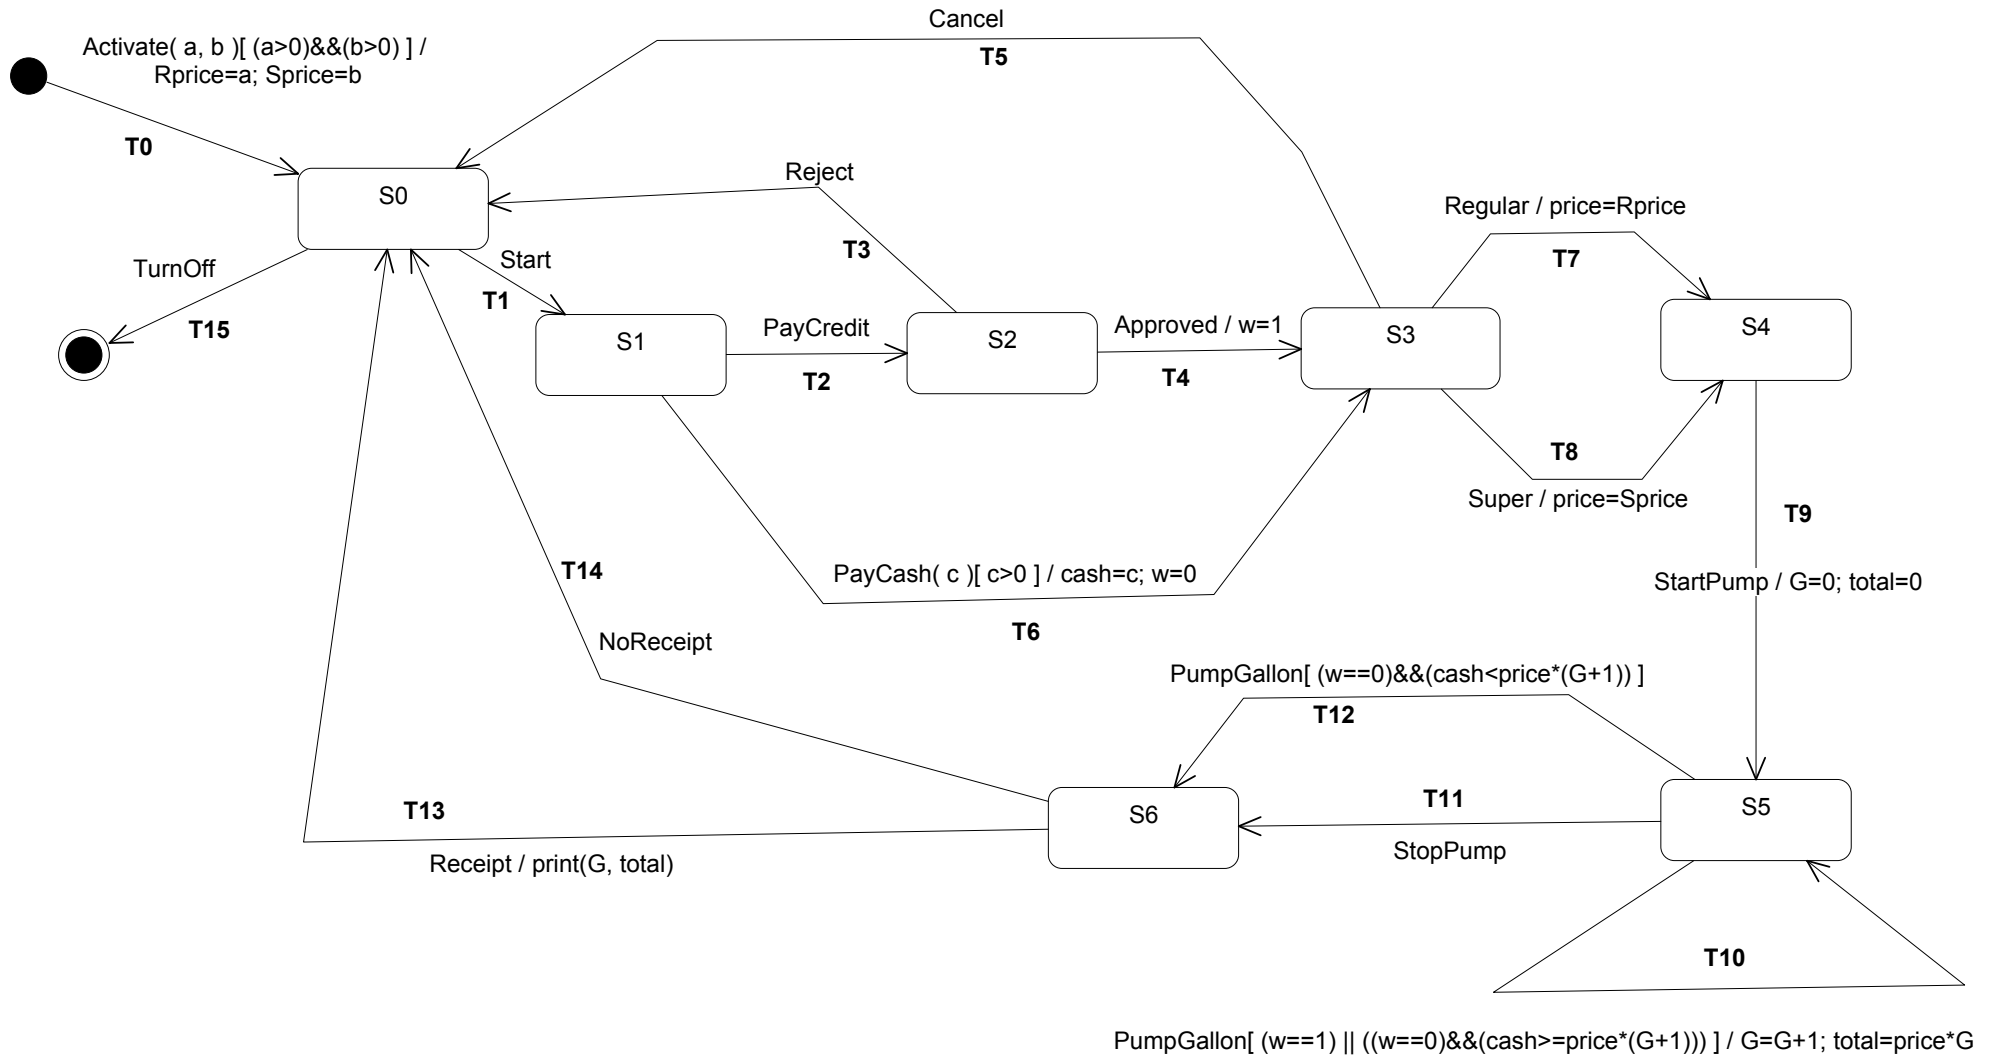 Cancel
Activate( a, b )[ (a>0)&&(b>0) ] /
Rprice=a; Sprice=b
T5
T0
Reject
S0
Regular / price=Rprice
T3
T7
Start
TurnOff
T1
T15
PayCredit
S1
S2
Approved / w=1
S3
S4
T2
T4
T8
Super / price=Sprice
T9
T14
PayCash( c )[ c>0 ] / cash=c; w=0
StartPump / G=0; total=0
T6
NoReceipt
PumpGallon[ (w==0)&&(cash<price*(G+1)) ]
T12
T13
T11
S6
S5
StopPump
Receipt / print(G, total)
T10
PumpGallon[ (w==1) || ((w==0)&&(cash>=price*(G+1))) ] / G=G+1; total=price*G